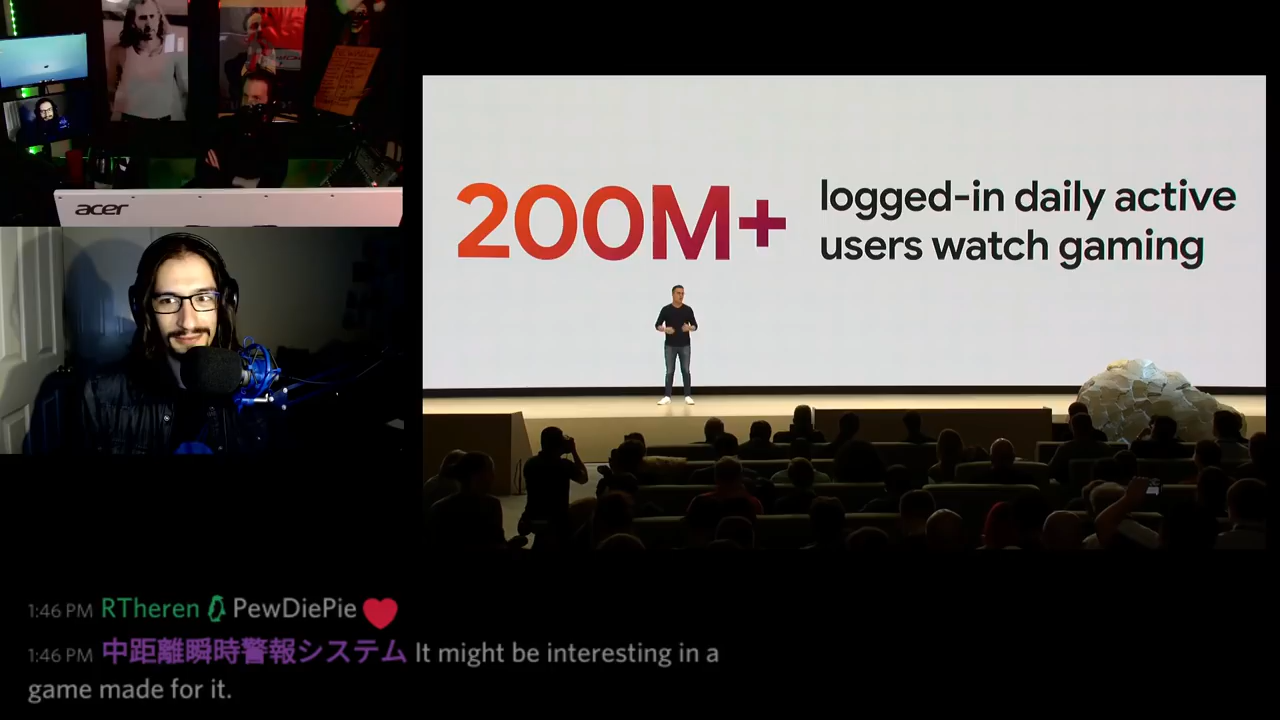 acer
200M+
logged-in daily active
users watch gaming
1:46 PM RTheren PewDiePie
1:46 PM 中距離瞬時警報システム It might be interesting in a
game made for it.